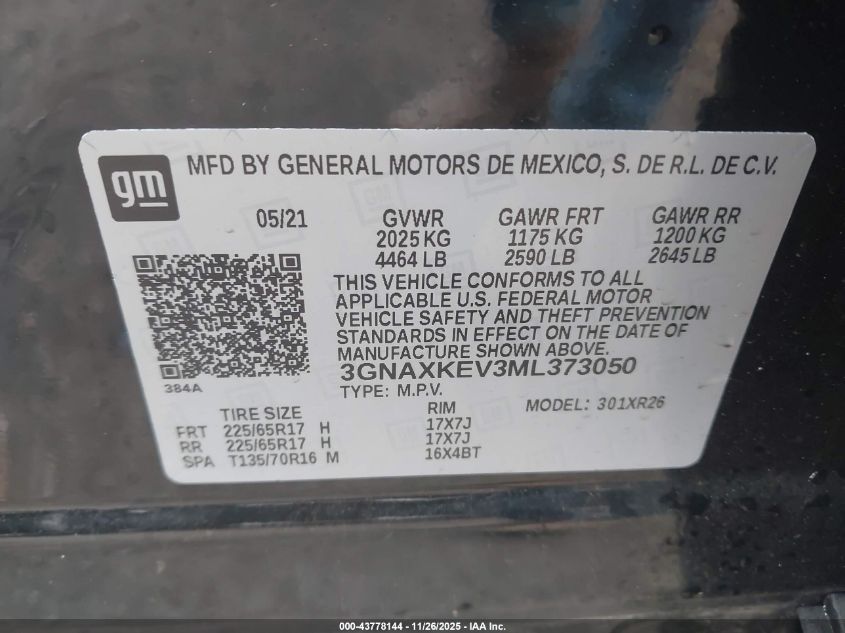 gm
MFD BY GENERAL MOTORS DE MEXICO, S. DE R.L. DE C.V.
05/21 GVWR GAWR FRT GAWR RR
2025 KG 1175 KG 1200 KG
4464 LB 2590 LB 2645 LB
THIS VEHICLE CONFORMS TO ALL
APPLICABLE U.S. FEDERAL MOTOR
VEHICLE SAFETY AND THEFT PREVENTION
STANDARDS IN EFFECT ON THE DATE OF
MANUFACTURE SHOWN ABOVE.
3GNAXKEV3ML373050
384A
TYPE: M.P.V.
TIRE SIZE RIM MODEL: 301XR26
FRT 225/65R17 H 17X7J
RR 225/65R17 H 17X7J
SPA T135/70R16 M 16X4BT
000-43778144 - 11/26/2025 - IAA Inc.